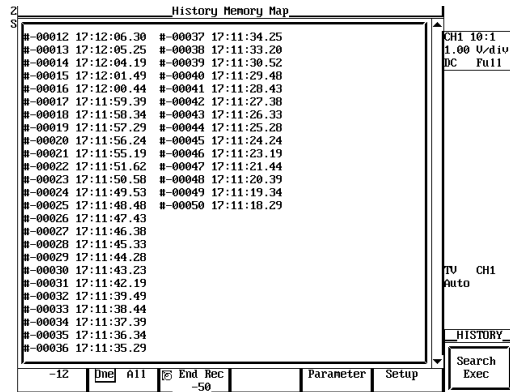 Z
History Memory Map
S
#-00012 17:12:06.30 #-00037 17:11:34.25
#-00013 17:12:05.25 #-00038 17:11:33.20
#-00014 17:12:04.19 #-00039 17:11:30.52
#-00015 17:12:01.49 #-00040 17:11:29.48
#-00016 17:12:00.44 #-00041 17:11:28.43
#-00017 17:11:59.39 #-00042 17:11:27.38
#-00018 17:11:58.34 #-00043 17:11:26.33
#-00019 17:11:57.29 #-00044 17:11:25.28
#-00020 17:11:56.24 #-00045 17:11:24.24
#-00021 17:11:55.19 #-00046 17:11:23.19
#-00022 17:11:51.62 #-00047 17:11:21.44
#-00023 17:11:50.58 #-00048 17:11:20.39
#-00024 17:11:49.53 #-00049 17:11:19.34
#-00025 17:11:48.48 #-00050 17:11:18.29
#-00026 17:11:47.43
#-00027 17:11:46.38
#-00028 17:11:45.33
#-00029 17:11:44.28
#-00030 17:11:43.23
#-00031 17:11:42.19
#-00032 17:11:39.49
#-00033 17:11:38.44
#-00034 17:11:37.39
#-00035 17:11:36.34
#-00036 17:11:35.29
CH1 10:1
1.00 V/div
DC Full
TV CH1
Auto
HISTORY
Search
Exec
-12
One All
End Rec
-50
Parameter
Setup